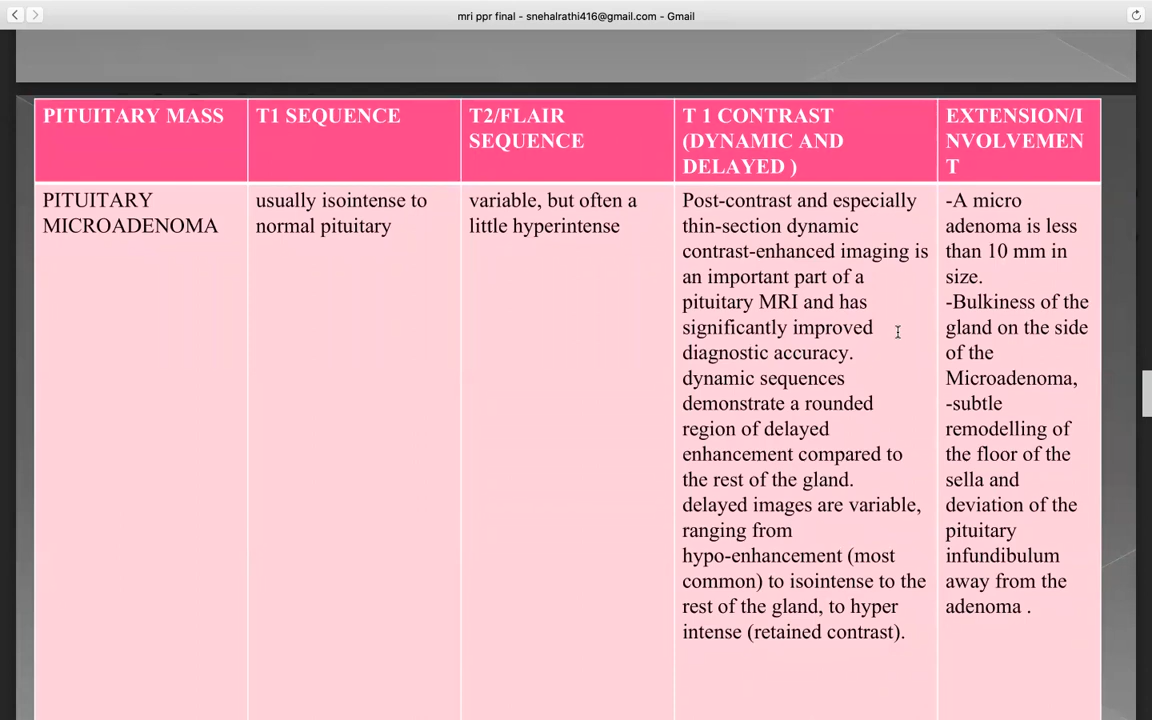 mri ppr final - snehalrathi416@gmail.com - Gmail
PITUITARY MASS
T1 SEQUENCE
T2/FLAIR
SEQUENCE
T 1 CONTRAST
(DYNAMIC AND
DELAYED )
EXTENSION/I
NVOLVEMEN
T
PITUITARY
MICROADENOMA
usually isointense to
normal pituitary
variable, but often a
little hyperintense
Post-contrast and especially
thin-section dynamic
contrast-enhanced imaging is
an important part of a
pituitary MRI and has
significantly improved
diagnostic accuracy.
dynamic sequences
demonstrate a rounded
region of delayed
enhancement compared to
the rest of the gland.
delayed images are variable,
ranging from
hypo-enhancement (most
common) to isointense to the
rest of the gland, to hyper
intense (retained contrast).
-A micro
adenoma is less
than 10 mm in
size.
-Bulkiness of the
gland on the side
of the
Microadenoma,
-subtle
remodelling of
the floor of the
sella and
deviation of the
pituitary
infundibulum
away from the
adenoma .